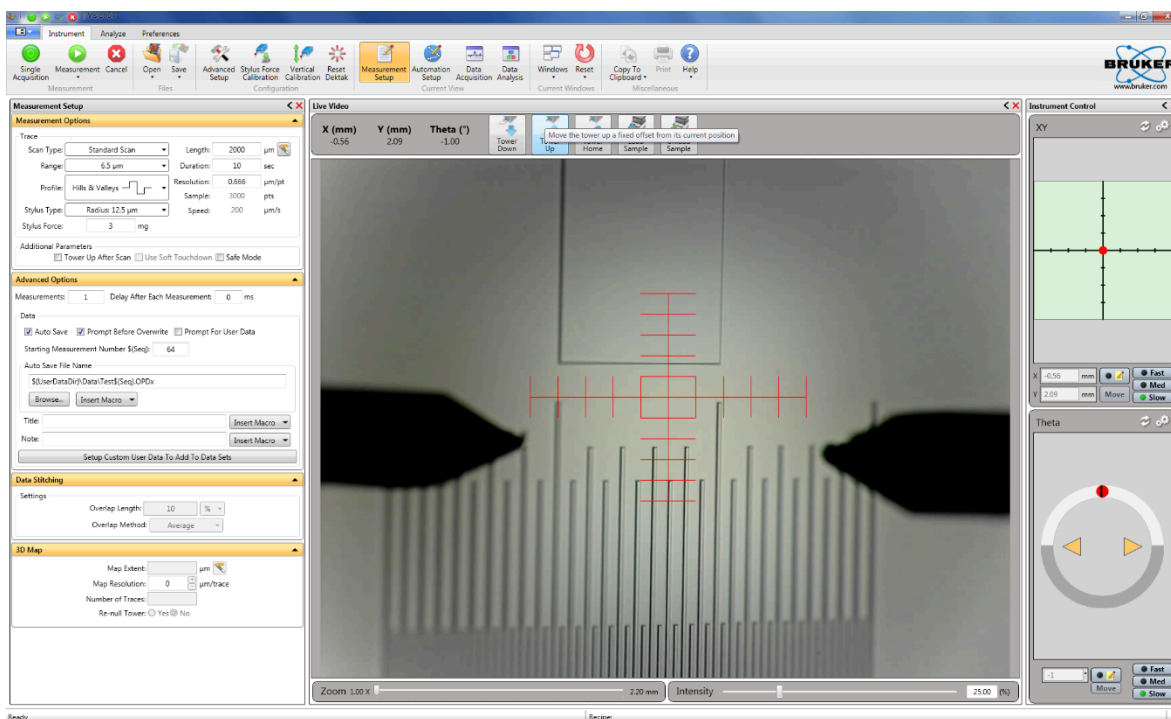 Instrument Analyze Preferences
Single Acquisition Measurement Cancel Open Save Advanced Setup Stylus Force Calibration Vertical Calibration Reset Dektak Measurement Setup Automation Setup Data Acquisition Data Analysis Windows Reset Copy To Clipboard Print Help
Measurement Files Configuration Current View Current Windows Miscellaneous
BRUKER
www.bruker.com
Measurement Setup
Measurement Options
Trace
Scan Type: Standard Scan Length: 2000 µm
Range: 6.5 µm Duration: 10 sec
Profile: Hills & Valleys Resolution: 0.666 µm/pt
Sample: 3000 pts
Stylus Type: Radius: 12.5 µm Speed: 200 µm/s
Stylus Force: 3 mg
Additional Parameters
Tower Up After Scan Use Soft Touchdown Safe Mode
Advanced Options
Measurements: 1 Delay After Each Measurement: 0 ms
Data
Auto Save Prompt Before Overwrite Prompt For User Data
Starting Measurement Number $(Seq): 64
Auto Save File Name
$(UserDataDir)\Data\Test$(Seq).OPDx
Browse... Insert Macro
Title: Insert Macro
Note: Insert Macro
Setup Custom User Data To Add To Data Sets
Data Stitching
Settings
Overlap Length: 10 %
Overlap Method: Average
3D Map
Map Extent: µm
Map Resolution: 0 µm/trace
Number of Traces:
Re-null Tower: Yes No
Live Video
X (mm) Y (mm) Theta (°)
-0.56 2.09 -1.00
Move the tower up a fixed offset from its current position
Tower Down Up Home Sample Sample
Zoom 1.00 X 2.20 mm Intensity 25.00 (%)
Instrument Control
XY
X -0.56 mm Fast
Med
Y 2.09 mm Move Slow
Theta
-1 Move Fast
Med
Slow
Ready Recipe: